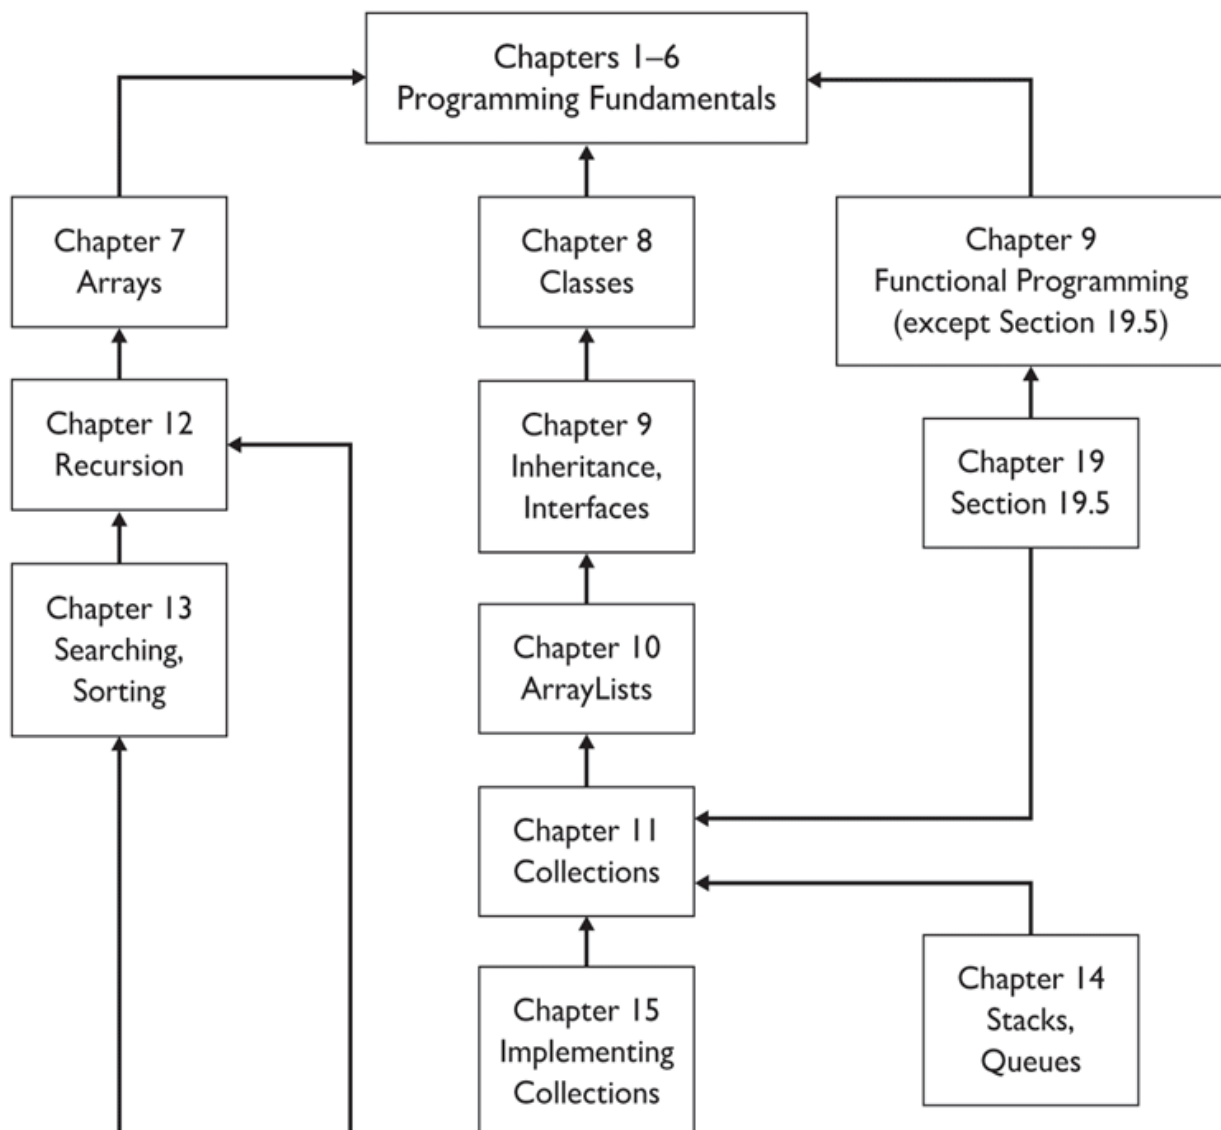 Chapters 1–6
Programming Fundamentals
Chapter 7
Arrays
Chapter 8
Classes
Chapter 9
Functional Programming
(except Section 19.5)
Chapter 12
Recursion
Chapter 9
Inheritance,
Interfaces
Chapter 19
Section 19.5
Chapter 13
Searching,
Sorting
Chapter 10
ArrayLists
Chapter 11
Collections
Chapter 15
Implementing
Collections
Chapter 14
Stacks,
Queues